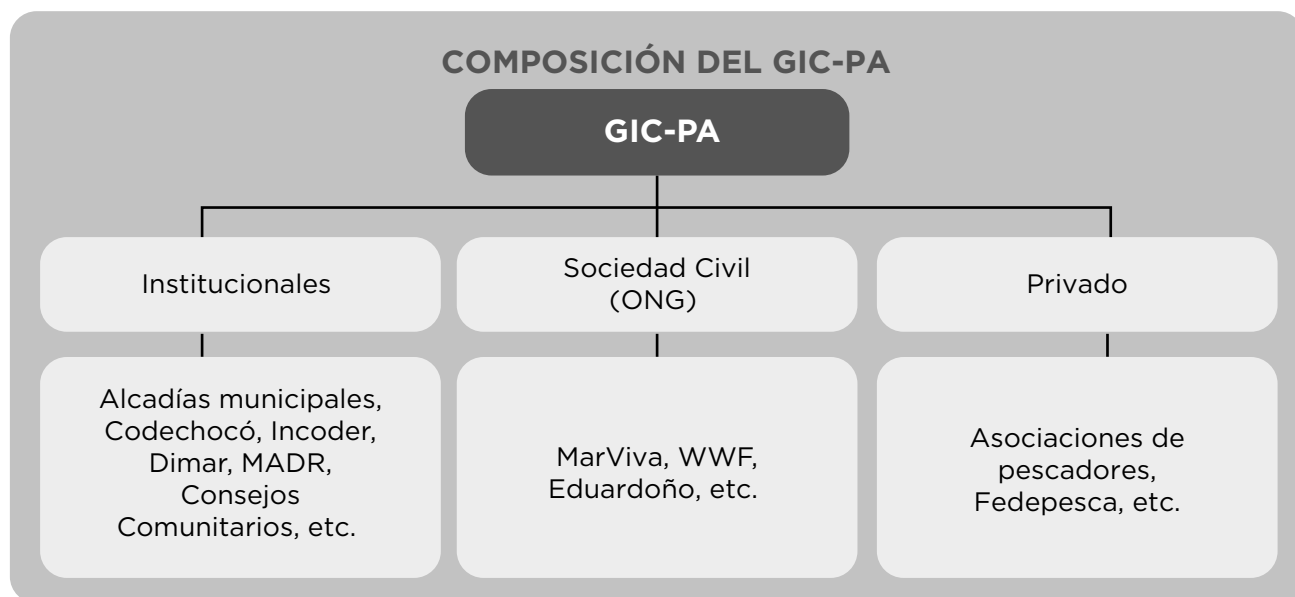 COMPOSICIÓN DEL GIC-PA
GIC-PA
Institucionales
Sociedad Civil
(ONG)
Privado
Alcadías municipales,
Codechocó, Incoder,
Dimar, MADR,
Consejos
Comunitarios, etc.
MarViva, WWF,
Eduardoño, etc.
Asociaciones de
pescadores,
Fedepesca, etc.